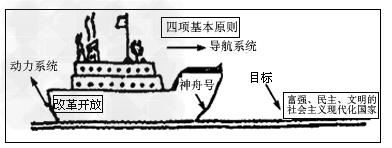 四项基本原则
导航系统
动力系统
神舟号
目标
改革开放
富强、民主、文明的
社会主义现代化国家